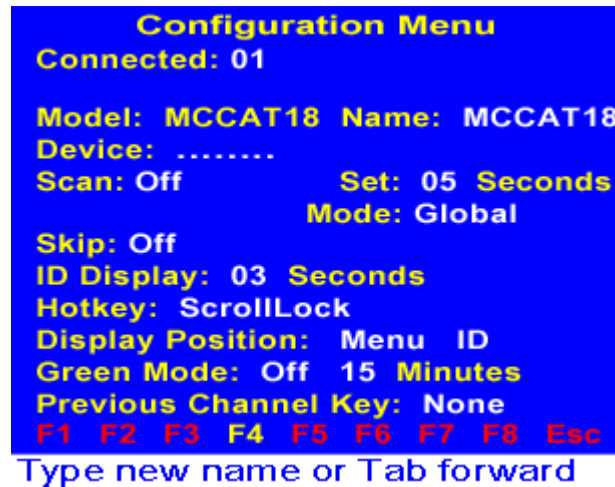 Configuration Menu
Connected: 01
Model: MCCAT18 Name: MCCAT18
Device: ........
Scan: Off Set: 05 Seconds
Mode: Global
Skip: Off
ID Display: 03 Seconds
Hotkey: ScrollLock
Display Position: Menu ID
Green Mode: Off 15 Minutes
Previous Channel Key: None
F1 F2 F3 F4 F5 F6 F7 F8 Esc
Type new name or Tab forward